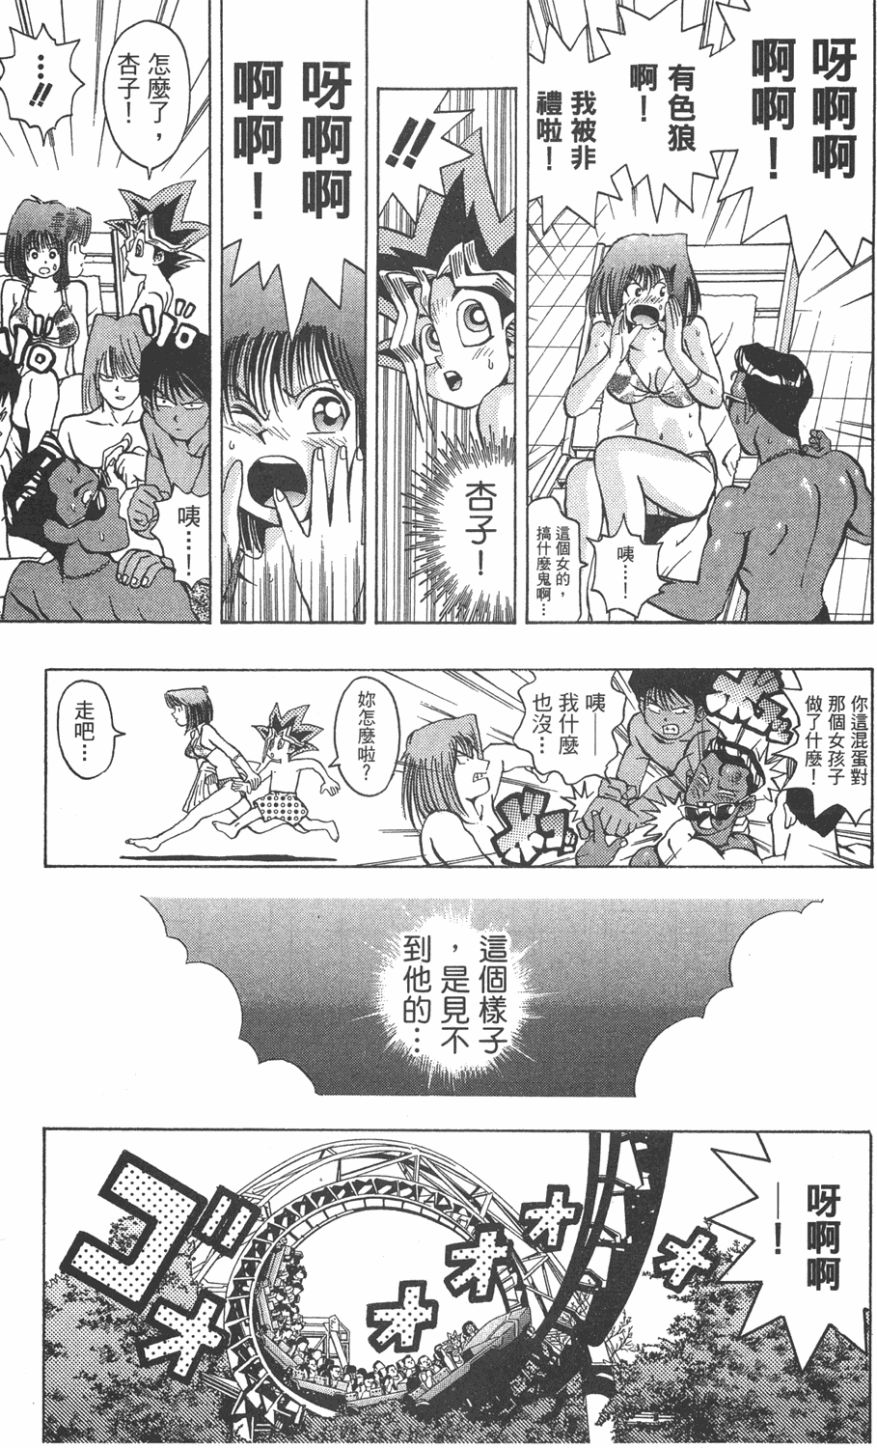 呀啊啊
啊啊！
有色狼
啊！
我被非
禮啦！
咦…！
這個女的，
搞什麼鬼啊…
!!
杏子！
呀啊啊
啊啊！
怎麼了，
杏子！
…!!
咦…！
你這混蛋對
那個女孩子
做了什麼！
咦——
我什麼
也沒…
妳怎麼啦？
走吧…
這個樣子
，是見不
到他的…
呀啊啊
——！
ゴオオオオオ